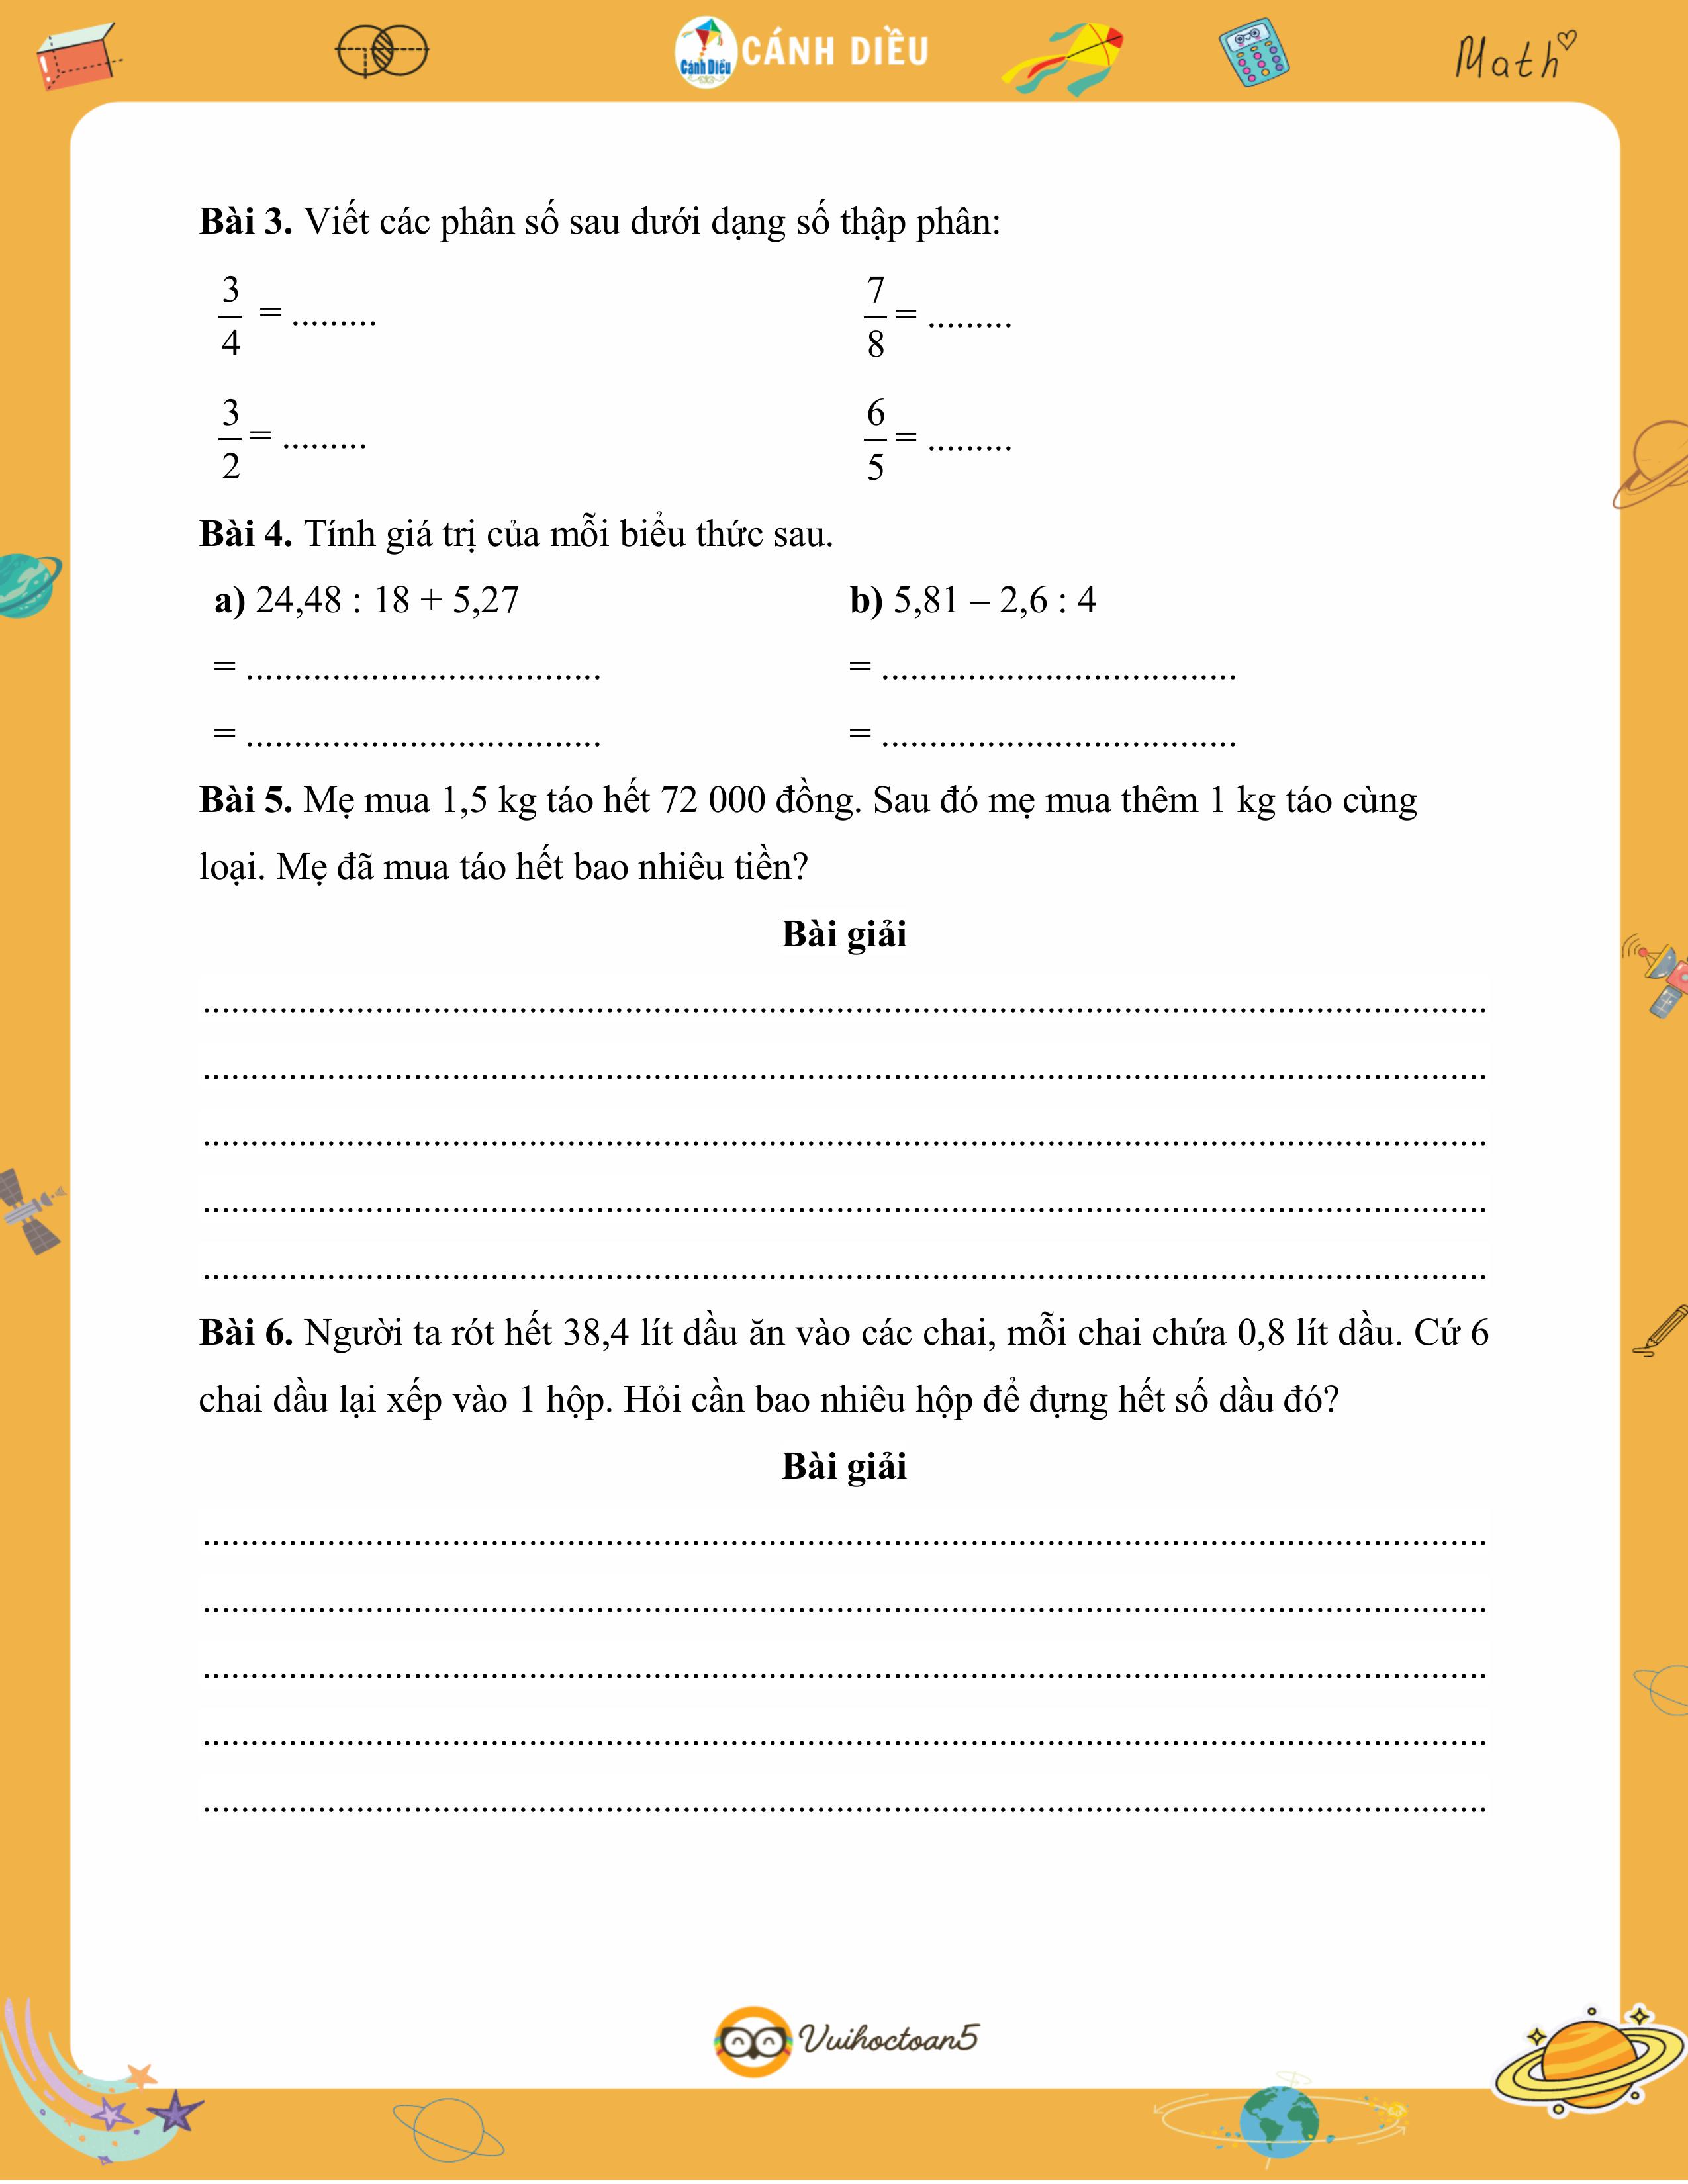 Cánh Diều CÁNH DIỀU
Math
Bài 3. Viết các phân số sau dưới dạng số thập phân:
3/4 = .........
7/8 = .........
3/2 = .........
6/5 = .........
Bài 4. Tính giá trị của mỗi biểu thức sau.
a) 24,48 : 18 + 5,27
b) 5,81 – 2,6 : 4
= .....................................
= .....................................
= .....................................
= .....................................
Bài 5. Mẹ mua 1,5 kg táo hết 72 000 đồng. Sau đó mẹ mua thêm 1 kg táo cùng
loại. Mẹ đã mua táo hết bao nhiêu tiền?
Bài giải
Bài 6. Người ta rót hết 38,4 lít dầu ăn vào các chai, mỗi chai chứa 0,8 lít dầu. Cứ 6
chai dầu lại xếp vào 1 hộp. Hỏi cần bao nhiêu hộp để đựng hết số dầu đó?
Bài giải
Vuihoctoan5